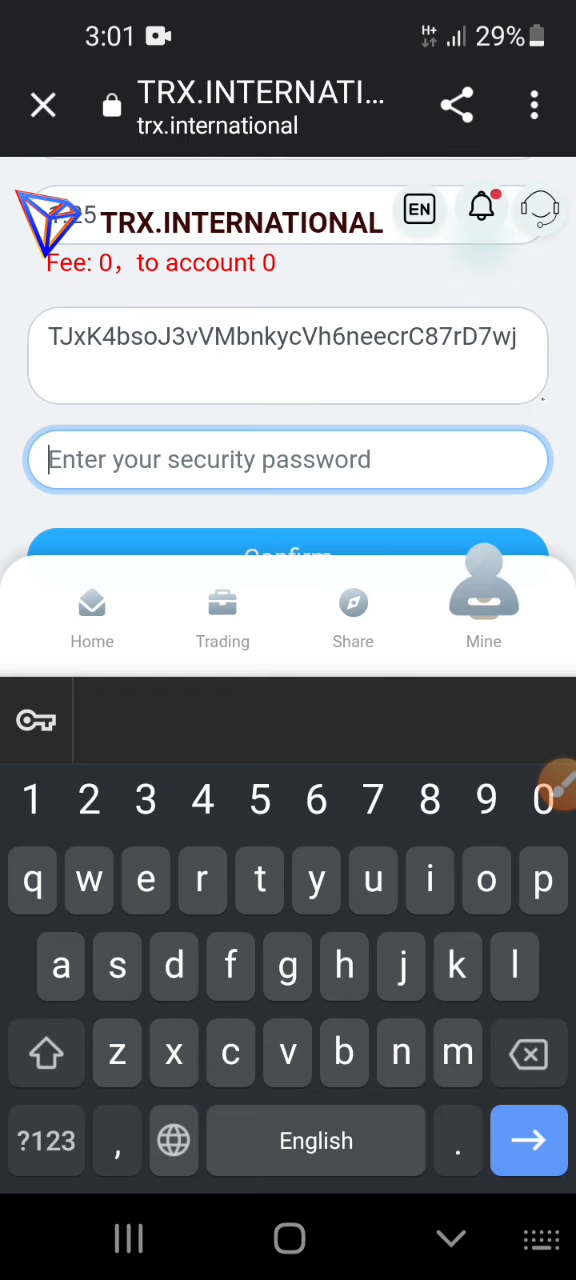 3:01
H+
29%
TRX.INTERNATI...
trx.international
TRX.INTERNATIONAL
EN
Fee: 0，to account 0
TJxK4bsoJ3vVMbnkycVh6neecrC87rD7wj
Enter your security password
Confirm
Home
Trading
Share
Mine
1 2 3 4 5 6 7 8 9 0
q w e r t y u i o p
a s d f g h j k l
z x c v b n m
?123 , English .